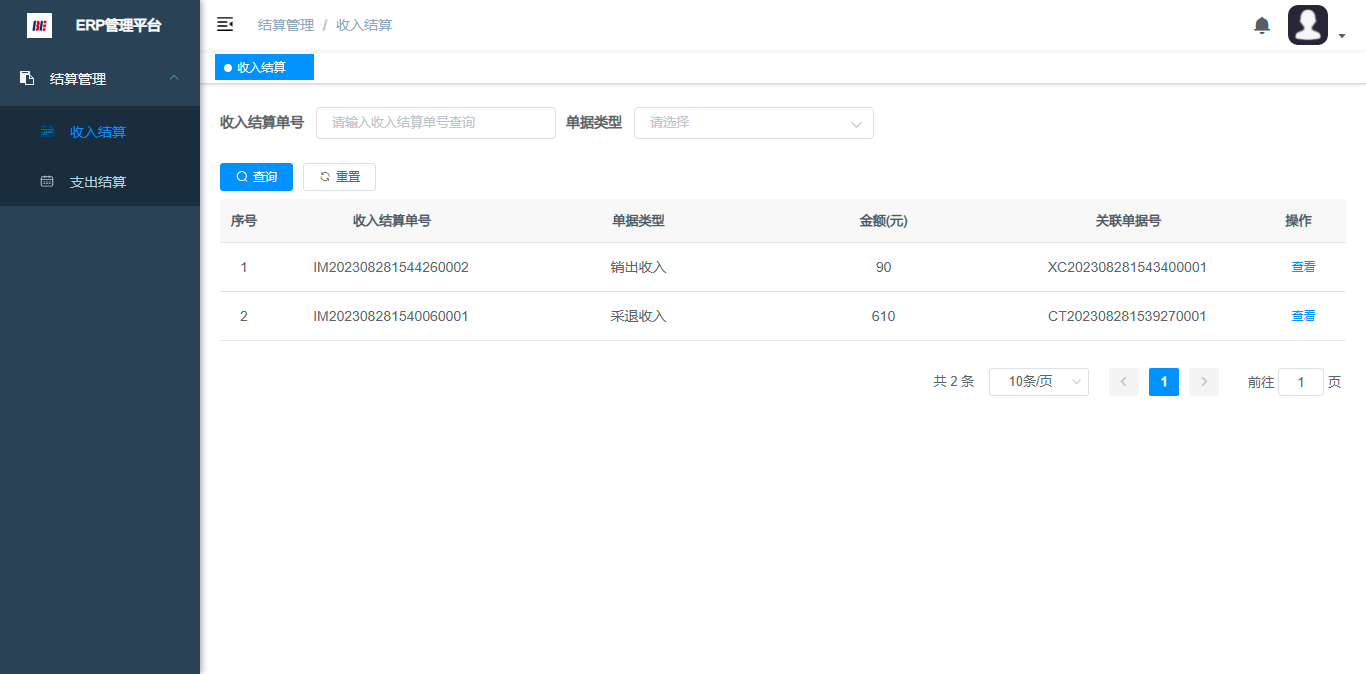 ERP管理平台
结算管理 / 收入结算
结算管理
收入结算
支出结算
收入结算
收入结算单号 请输入收入结算单号查询 单据类型 请选择
查询 重置
序号 收入结算单号 单据类型 金额(元) 关联单据号 操作
1 IM202308281544260002 销出收入 90 XC202308281543400001 查看
2 IM202308281540060001 采退收入 610 CT202308281539270001 查看
共 2 条 10条/页 1 前往 1 页